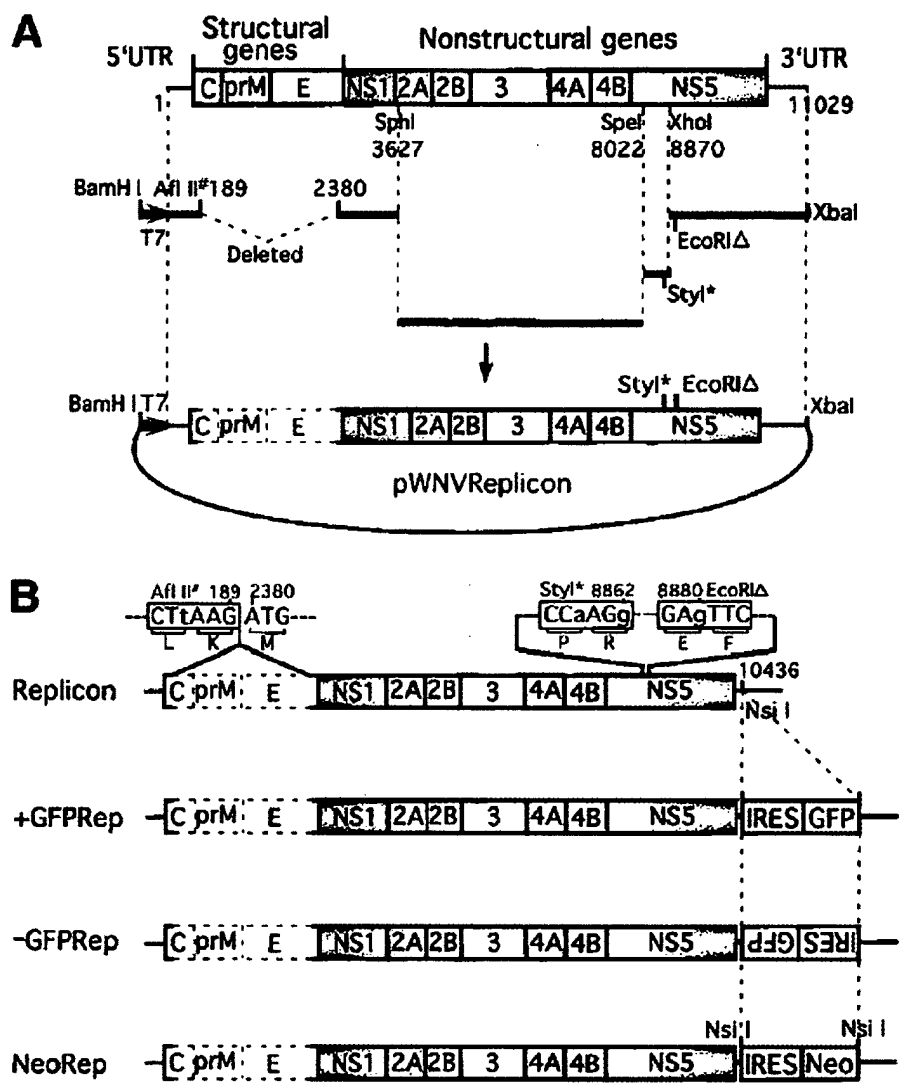 A
Structural genes
Nonstructural genes
5'UTR
3'UTR
C prM E NS1 2A 2B 3 4A 4B NS5
1
11029
SphI
3627
SpeI
8022
XhoI
8870
BamH I
Afl II# 189
2380
XbaI
T7
Deleted
EcoRIΔ
StyI*
StyI* EcoRIΔ
BamH I T7
XbaI
C prM E NS1 2A 2B 3 4A 4B NS5
pWNVReplicon
B
Afl II# 189 2380
CTtAAG ATG
L K M
StyI* 8862 8880 EcoRIΔ
CCaAGg GAgTTC
P R E F
Replicon
C prM E NS1 2A 2B 3 4A 4B NS5
10436
Nsi I
+GFPRep
C prM E NS1 2A 2B 3 4A 4B NS5 IRES GFP
-GFPRep
C prM E NS1 2A 2B 3 4A 4B NS5 GFP IRES
Nsi I
Nsi I
NeoRep
C prM E NS1 2A 2B 3 4A 4B NS5 IRES Neo